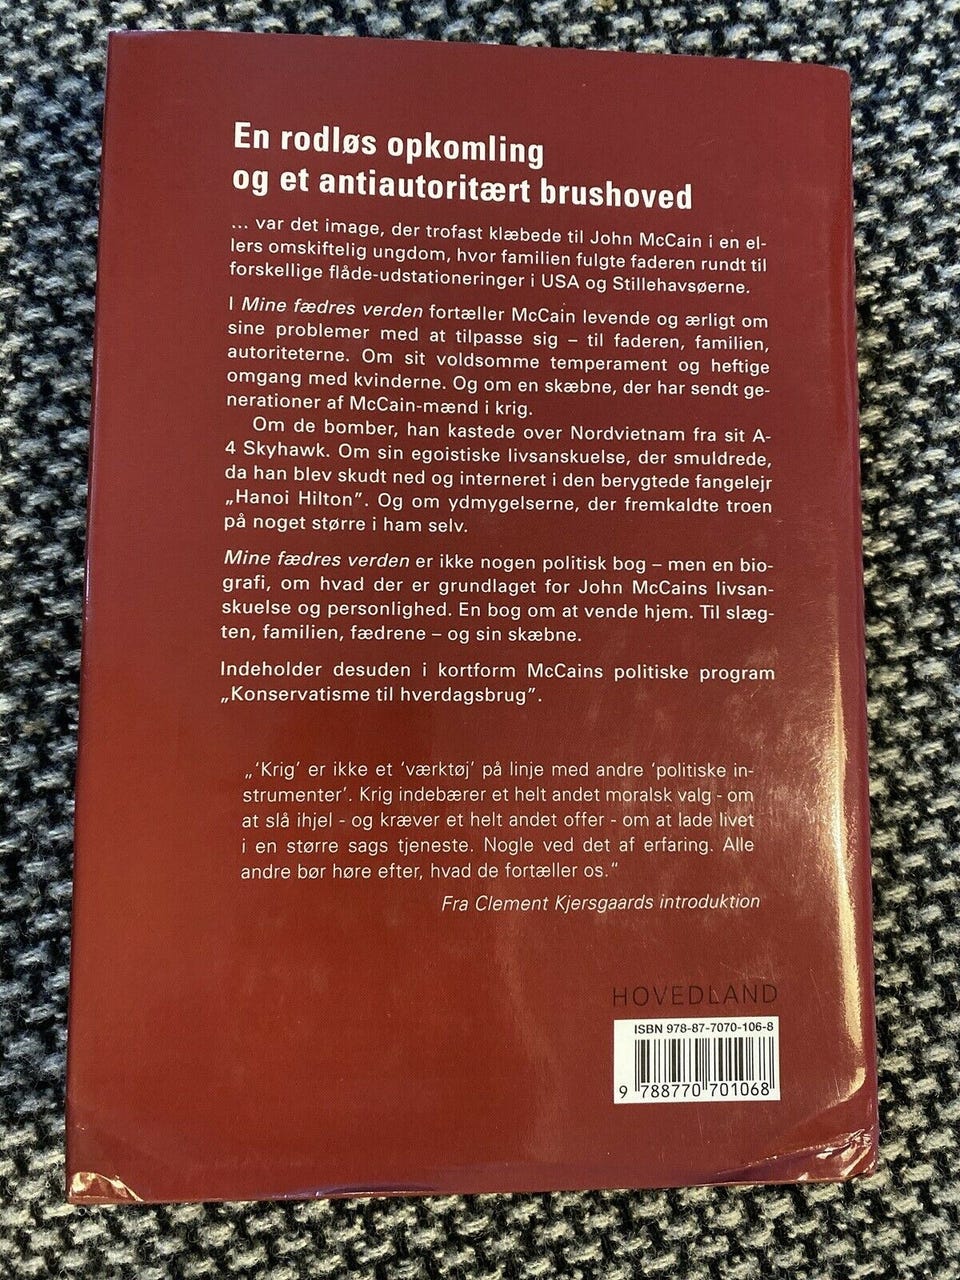 En rodløs opkomling
og et antiautoritært brushoved
... var det image, der trofast klæbede til John McCain i en el-
lers omskiftelig ungdom, hvor familien fulgte faderen rundt til
forskellige flåde-udstationeringer i USA og Stillehavsøerne.
I Mine fædres verden fortæller McCain levende og ærligt om
sine problemer med at tilpasse sig – til faderen, familien,
autoriteterne. Om sit voldsomme temperament og heftige
omgang med kvinderne. Og om en skæbne, der har sendt ge-
nerationer af McCain-mænd i krig.
Om de bomber, han kastede over Nordvietnam fra sit A-
4 Skyhawk. Om sin egoistiske livsanskuelse, der smuldrede,
da han blev skudt ned og interneret i den berygtede fangelejr
„Hanoi Hilton”. Og om ydmygelserne, der fremkaldte troen
på noget større i ham selv.
Mine fædres verden er ikke nogen politisk bog – men en bio-
grafi, om hvad der er grundlaget for John McCains livsan-
skuelse og personlighed. En bog om at vende hjem. Til slæg-
ten, familien, fædrene – og sin skæbne.
Indeholder desuden i kortform McCains politiske program
„Konservatisme til hverdagsbrug”.
„‘Krig’ er ikke et ‘værktøj’ på linje med andre ‘politiske in-
strumenter’. Krig indebærer et helt andet moralsk valg - om
at slå ihjel - og kræver et helt andet offer - om at lade livet
i en større sags tjeneste. Nogle ved det af erfaring. Alle
andre bør høre efter, hvad de fortæller os.“
Fra Clement Kjersgaards introduktion
HOVEDLAND
ISBN 978-87-7070-106-8
9 788770 701068